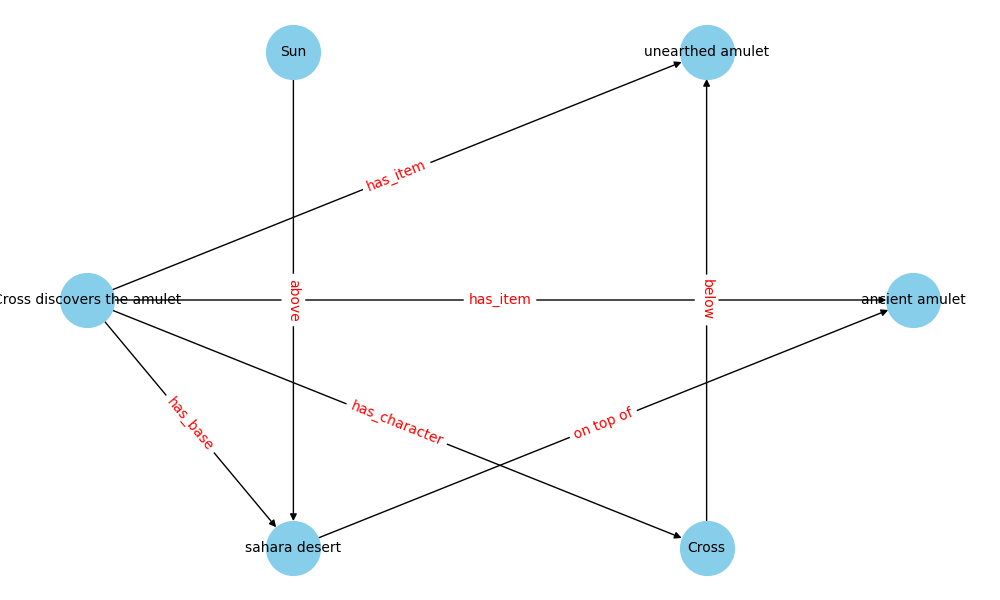 Sun
unearthed amulet
has_item
Cross discovers the amulet
above
has_item
below
ancient amulet
has_base
has_character
on top of
sahara desert
Cross